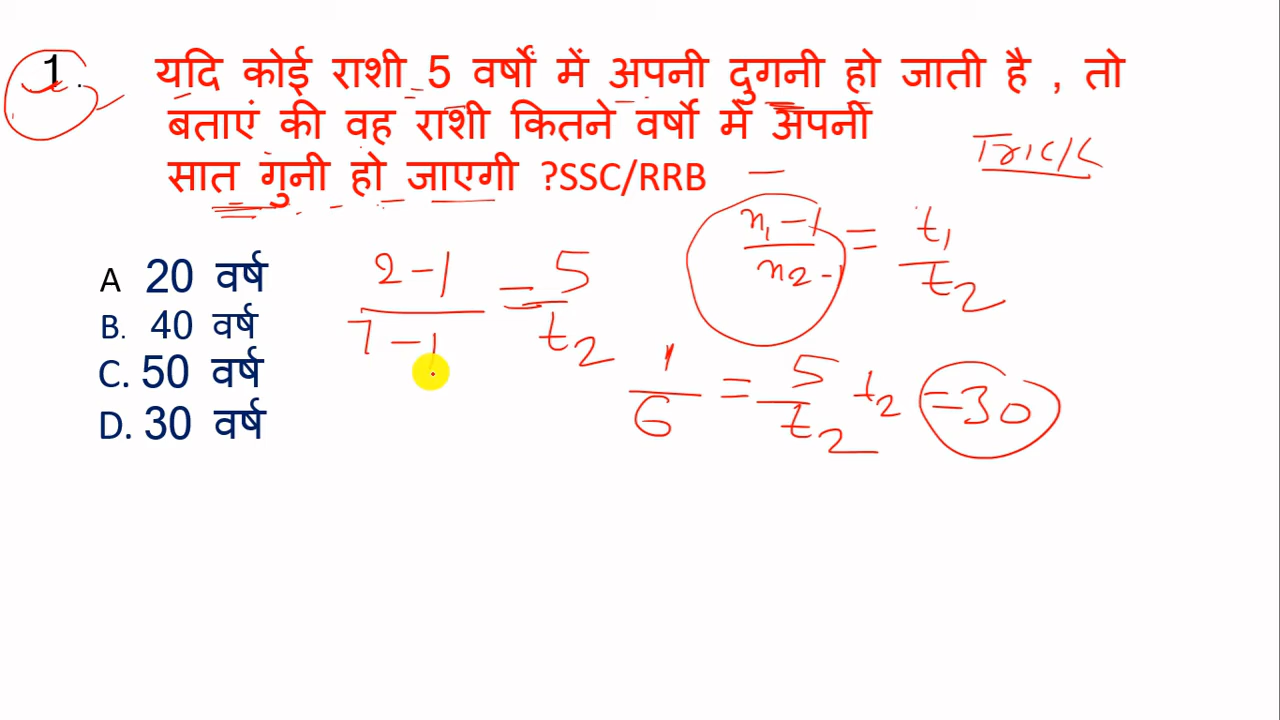 1.
यदि कोई राशी 5 वर्षों में अपनी दुगनी हो जाती है , तो
बताएं की वह राशी कितने वर्षो में अपनी
सात गुनी हो जाएगी ?SSC/RRB
Trick
n₁-1/n₂-1 = t₁/t₂
A 20 वर्ष
B. 40 वर्ष
C. 50 वर्ष
D. 30 वर्ष
2-1/7-1 = 5/t₂
1/6 = 5/t₂ t₂ = 30